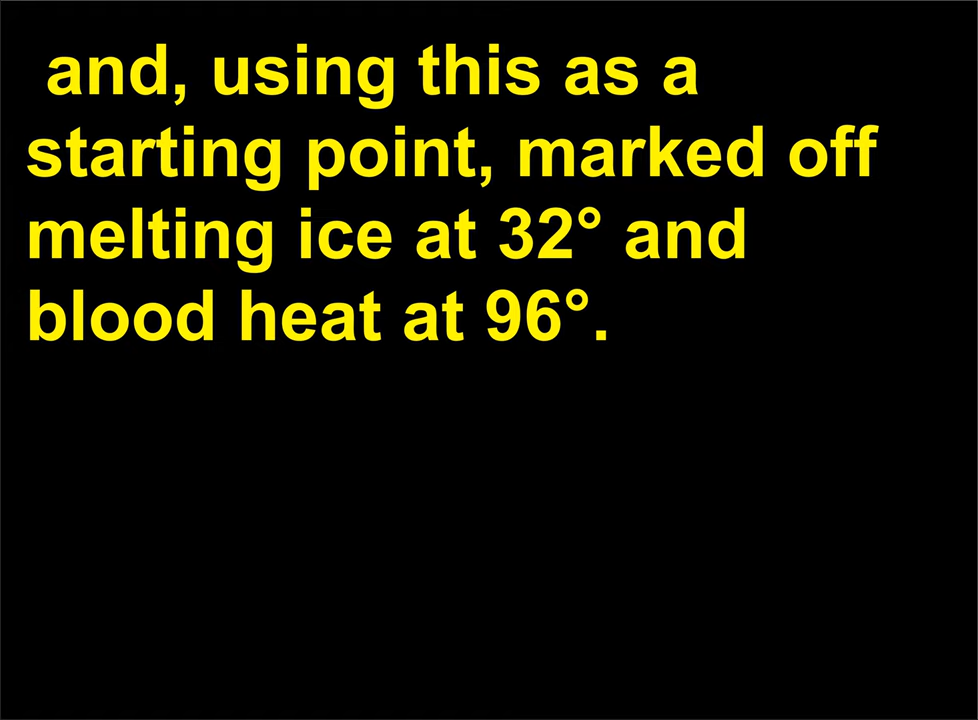 and, using this as a
starting point, marked off
melting ice at 32° and
blood heat at 96°.